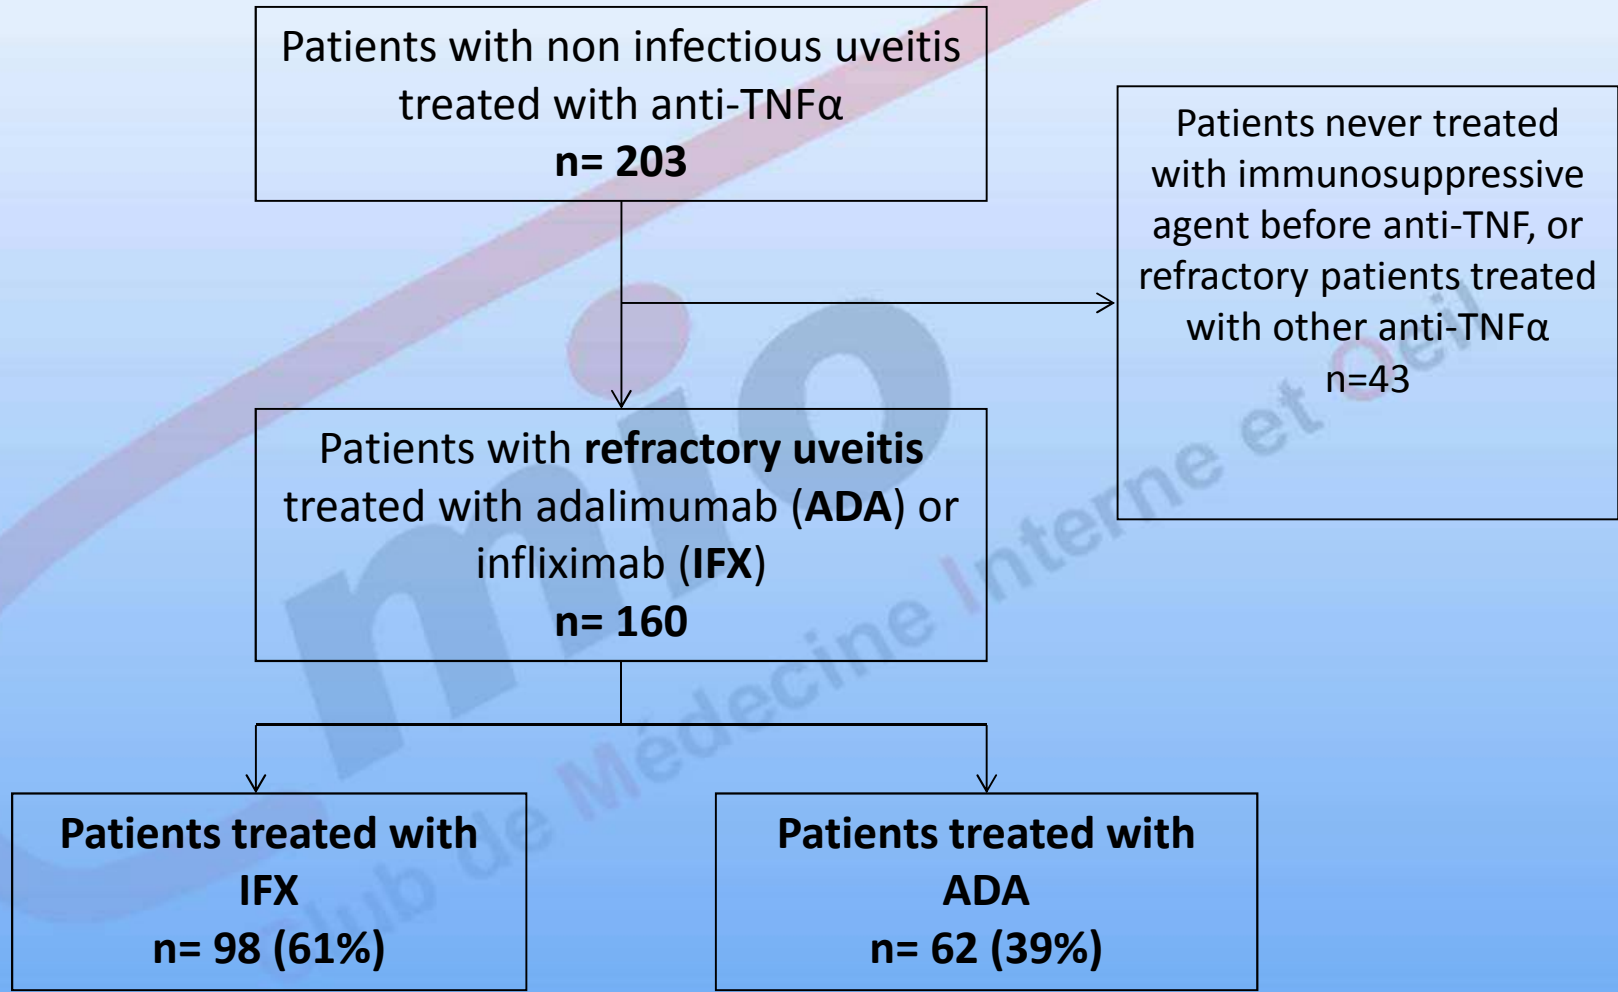 Patients with non infectious uveitis
treated with anti-TNFα
n= 203
Patients never treated
with immunosuppressive
agent before anti-TNF, or
refractory patients treated
with other anti-TNFα
n=43
Patients with refractory uveitis
treated with adalimumab (ADA) or
infliximab (IFX)
n= 160
Patients treated with
IFX
n= 98 (61%)
Patients treated with
ADA
n= 62 (39%)
mio
Club de Médecine Interne et Oeil